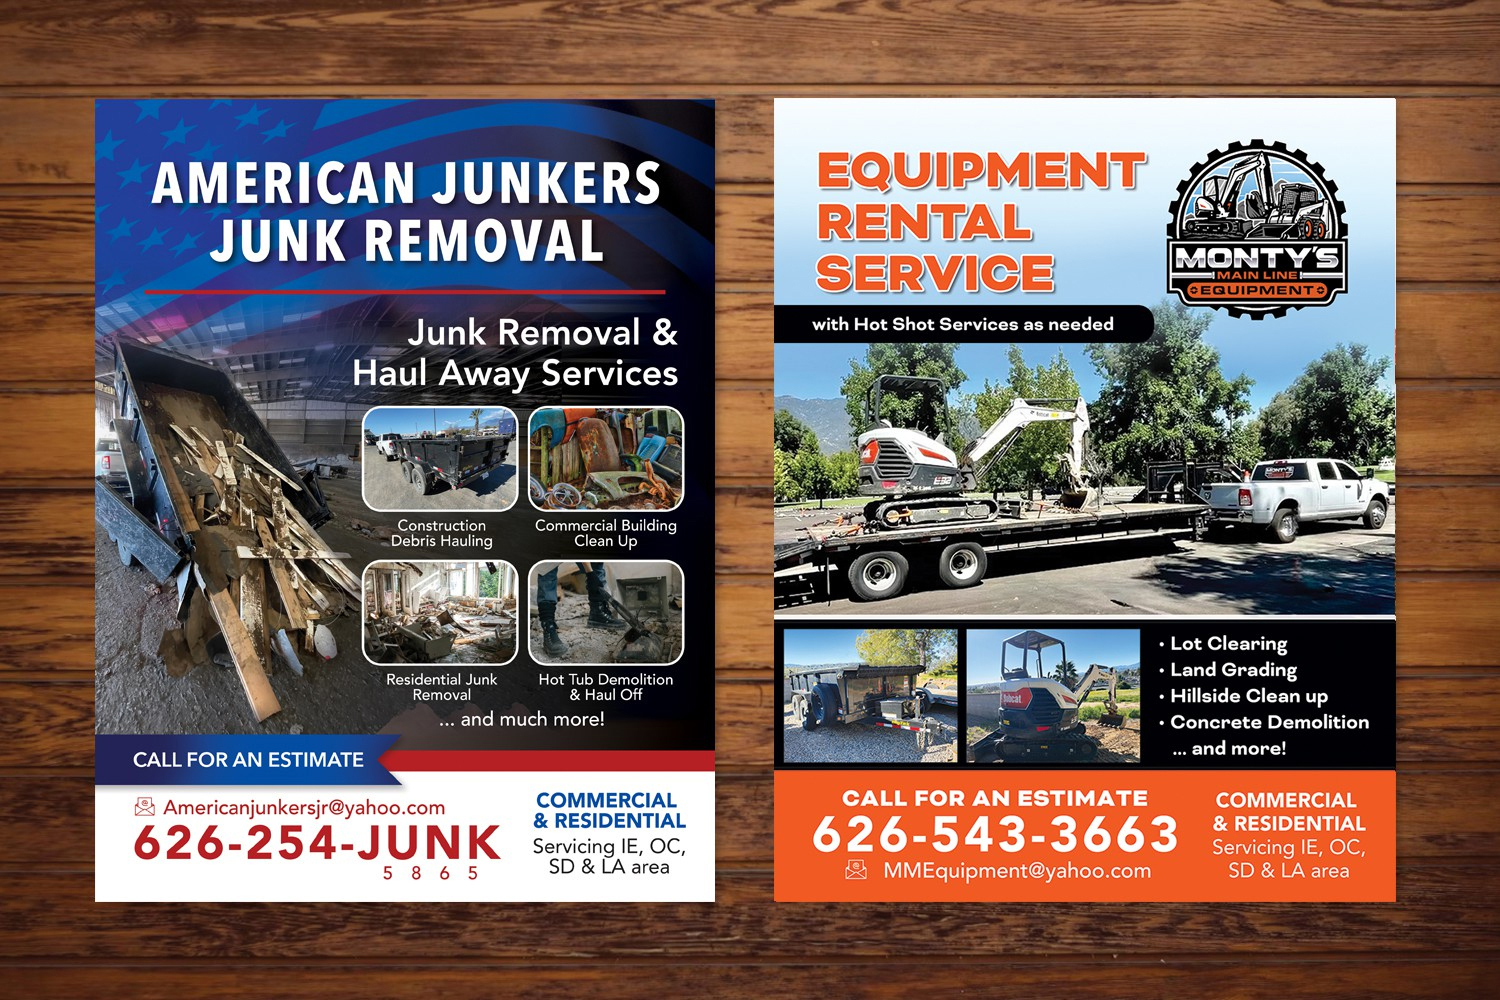 AMERICAN JUNKERS
JUNK REMOVAL
Junk Removal &
Haul Away Services
Construction
Debris Hauling
Commercial Building
Clean Up
Residential Junk
Removal
Hot Tub Demolition
& Haul Off
... and much more!
CALL FOR AN ESTIMATE
Americanjunkersjr@yahoo.com
626-254-JUNK
5 8 6 5
COMMERCIAL
& RESIDENTIAL
Servicing IE, OC,
SD & LA area
EQUIPMENT
RENTAL
SERVICE
MONTY'S
MAIN LINE
EQUIPMENT
with Hot Shot Services as needed
Bobcat
E32
MONTY'S
Bobcat
• Lot Clearing
• Land Grading
• Hillside Clean up
• Concrete Demolition
... and more!
CALL FOR AN ESTIMATE
626-543-3663
MMEquipment@yahoo.com
COMMERCIAL
& RESIDENTIAL
Servicing IE, OC,
SD & LA area